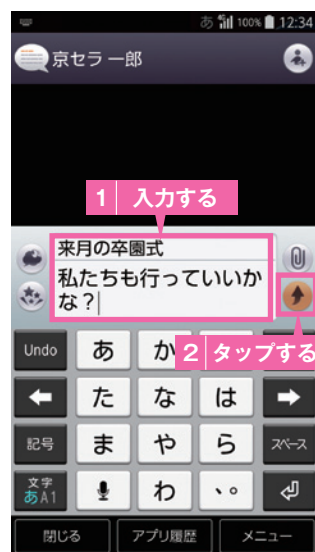 あ 100% 12:34
京セラ 一郎
1 入力する
来月の卒園式
私たちも行っていいか
な?
2 タップする
Undo あ か
た な は
記号 ま や ら スペース
文字 あA1 わ 、。
閉じる アプリ履歴 メニュー